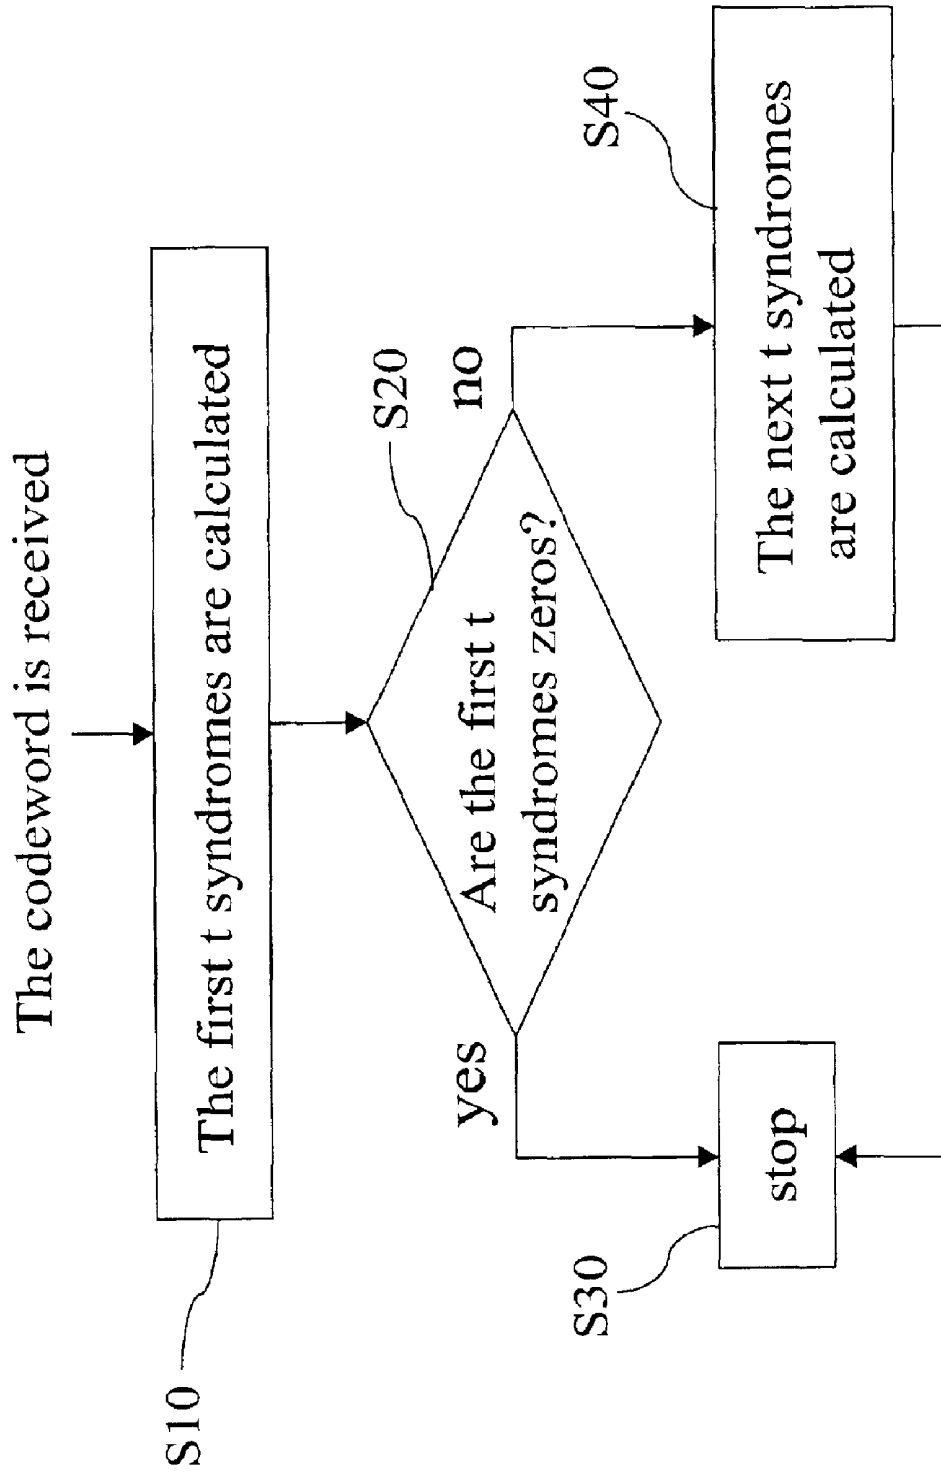 The codeword is received
S10
The first t syndromes are calculated
S20
Are the first t
syndromes zeros?
yes
no
S30
stop
S40
The next t syndromes
are calculated